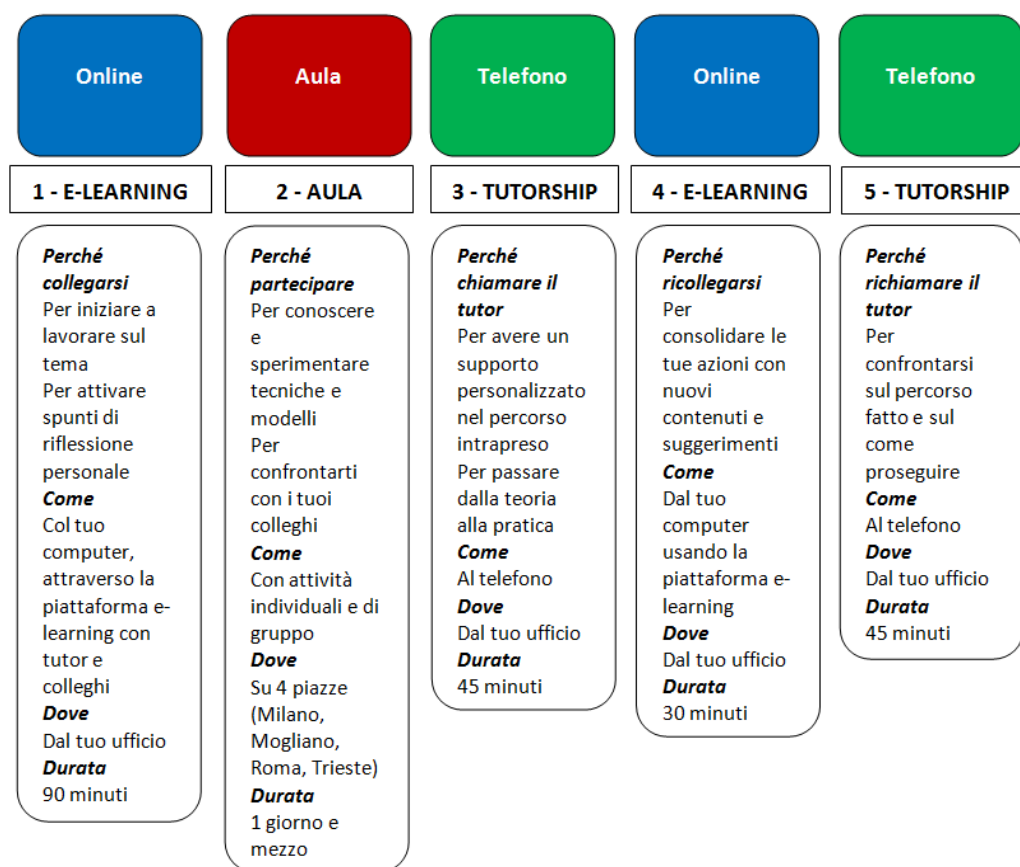 Online
Aula
Telefono
Online
Telefono
1 - E-LEARNING
2 - AULA
3 - TUTORSHIP
4 - E-LEARNING
5 - TUTORSHIP
Perché
collegarsi
Per iniziare a
lavorare sul
tema
Per attivare
spunti di
riflessione
personale
Come
Col tuo
computer,
attraverso la
piattaforma e-
learning con
tutor e
colleghi
Dove
Dal tuo ufficio
Durata
90 minuti
Perché
partecipare
Per conoscere
e
sperimentare
tecniche e
modelli
Per
confrontarti
con i tuoi
colleghi
Come
Con attività
individuali e di
gruppo
Dove
Su 4 piazze
(Milano,
Mogliano,
Roma, Trieste)
Durata
1 giorno e
mezzo
Perché
chiamare il
tutor
Per avere un
supporto
personalizzato
nel percorso
intrapreso
Per passare
dalla teoria
alla pratica
Come
Al telefono
Dove
Dal tuo ufficio
Durata
45 minuti
Perché
ricollegarsi
Per
consolidare le
tue azioni con
nuovi
contenuti e
suggerimenti
Come
Dal tuo
computer
usando la
piattaforma e-
learning
Dove
Dal tuo ufficio
Durata
30 minuti
Perché
richiamare il
tutor
Per
confrontarsi
sul percorso
fatto e sul
come
proseguire
Come
Al telefono
Dove
Dal tuo ufficio
Durata
45 minuti